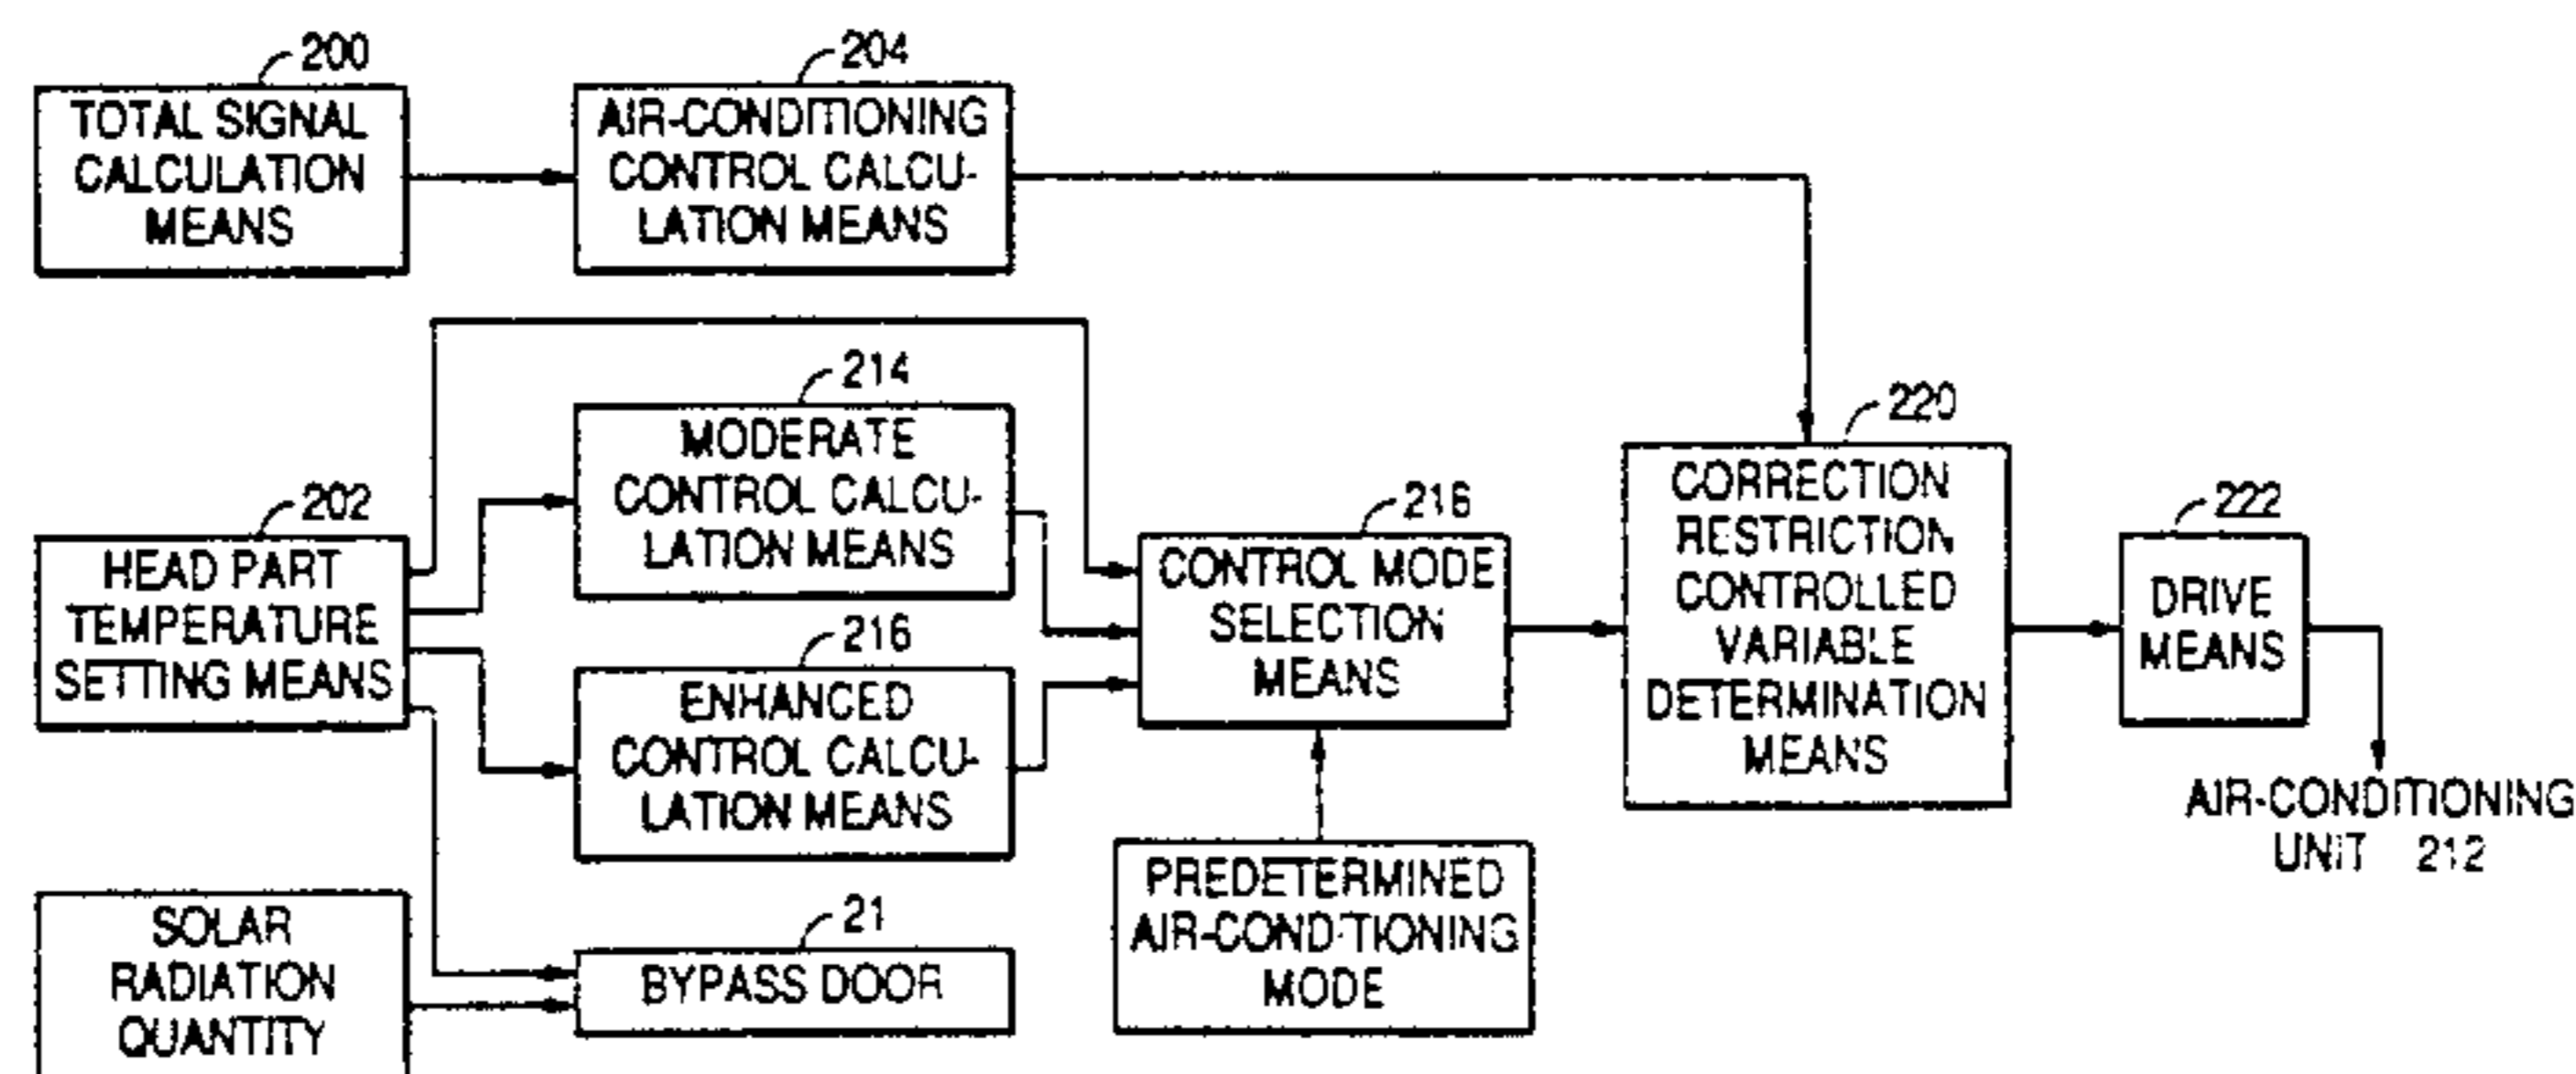 200
TOTAL SIGNAL
CALCULATION
MEANS
204
AIR-CONDITIONING
CONTROL CALCU-
LATION MEANS
214
MODERATE
CONTROL CALCU-
LATION MEANS
202
HEAD PART
TEMPERATURE
SETTING MEANS
216
ENHANCED
CONTROL CALCU-
LATION MEANS
216
CONTROL MODE
SELECTION
MEANS
220
CORRECTION
RESTRICTION
CONTROLLED
VARIABLE
DETERMINATION
MEANS
222
DRIVE
MEANS
AIR-CONDITIONING
UNIT 212
SOLAR
RADIATION
QUANTITY
21
BYPASS DOOR
PREDETERMINED
AIR-CONDITIONING
MODE